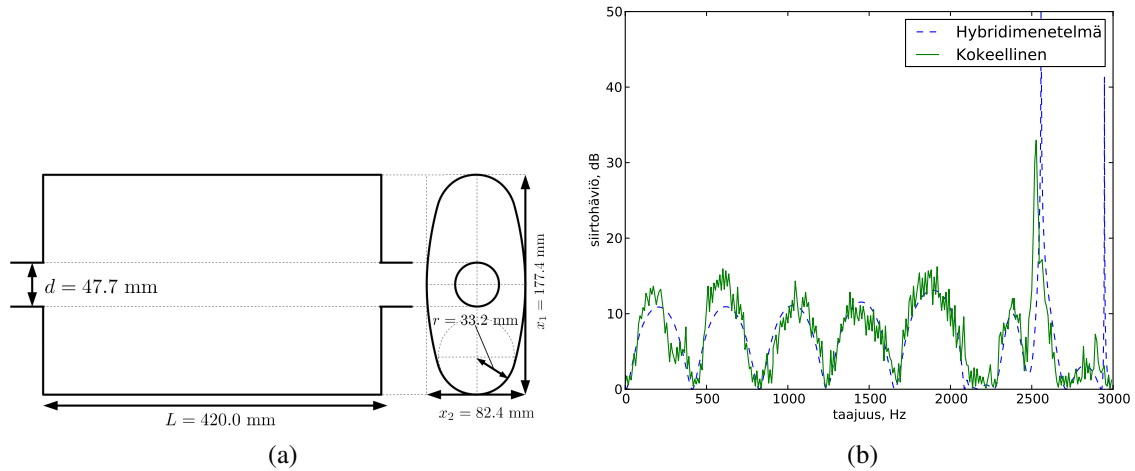 d = 47.7 mm
r = 33.2 mm
x₁ = 177.4 mm
x₂ = 82.4 mm
L = 420.0 mm
(a)
50
40
30
20
10
0
siirtohäviö, dB
Hybridimenetelmä
Kokeellinen
0 500 1000 1500 2000 2500 3000
taajuus, Hz
(b)